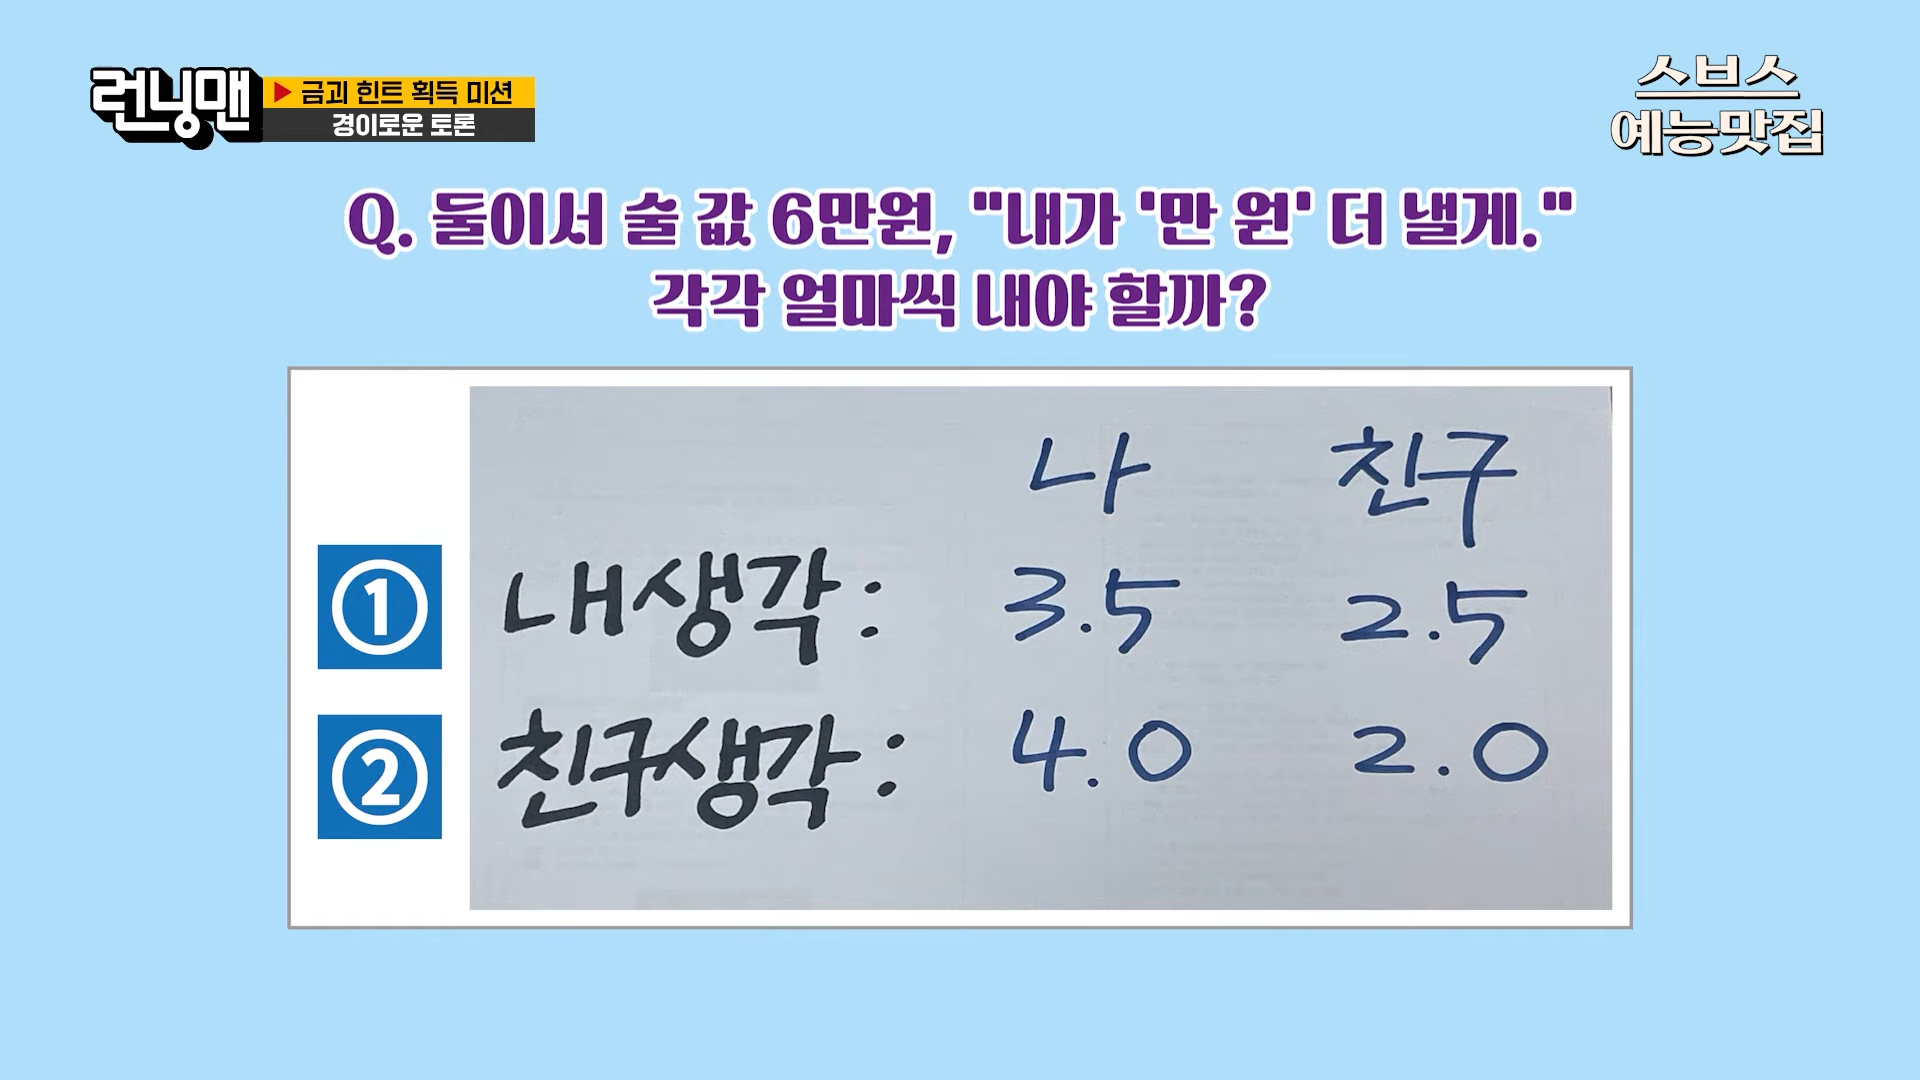 런닝맨
▶ 금괴 힌트 획득 미션
경이로운 토론
스브스
예능맛집
Q. 둘이서 술 값 6만원, "내가 '만 원' 더 낼게."
각각 얼마씩 내야 할까?
나 친구
① 내생각: 3.5 2.5
② 친구생각: 4.0 2.0